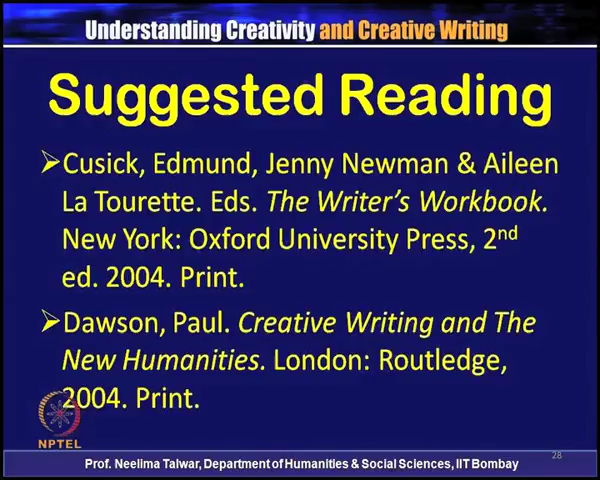 Understanding Creativity and Creative Writing
Suggested Reading
➢Cusick, Edmund, Jenny Newman & Aileen
La Tourette. Eds. The Writer's Workbook.
New York: Oxford University Press, 2nd
ed. 2004. Print.
➢Dawson, Paul. Creative Writing and The
New Humanities. London: Routledge,
2004. Print.
NPTEL
28
Prof. Neelima Talwar, Department of Humanities & Social Sciences, IIT Bombay